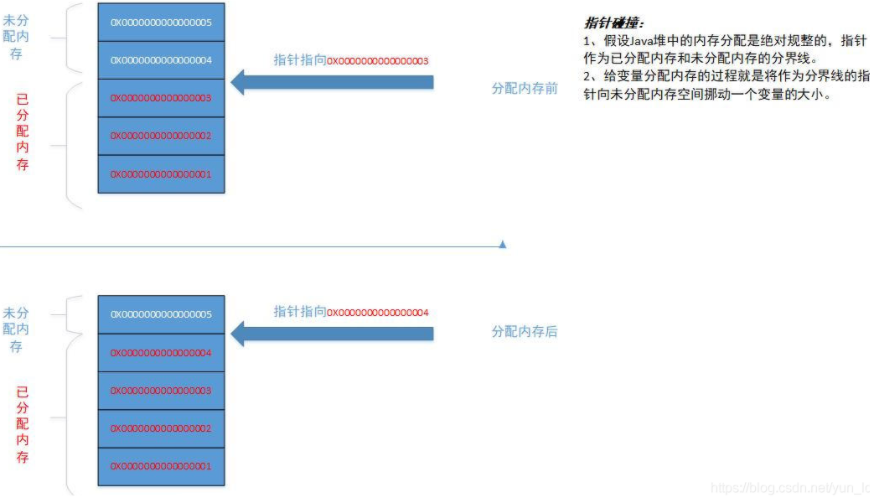 未分
配内
存
0X0000000000000005
0X0000000000000004
0X0000000000000003
0X0000000000000002
0X0000000000000001
已
分
配
内
存
指针指向0X0000000000000003
分配内存前
指针碰撞：
1、假设Java堆中的内存分配是绝对规整的，指针
作为已分配内存和未分配内存的分界线。
2、给变量分配内存的过程就是将作为分界线的指
针向未分配内存空间挪动一个变量的大小。
未分
配内
存
0X0000000000000005
0X0000000000000004
0X0000000000000003
0X0000000000000002
0X0000000000000001
已
分
配
内
存
指针指向0X0000000000000004
分配内存后
https://blog.csdn.net/yun_lc